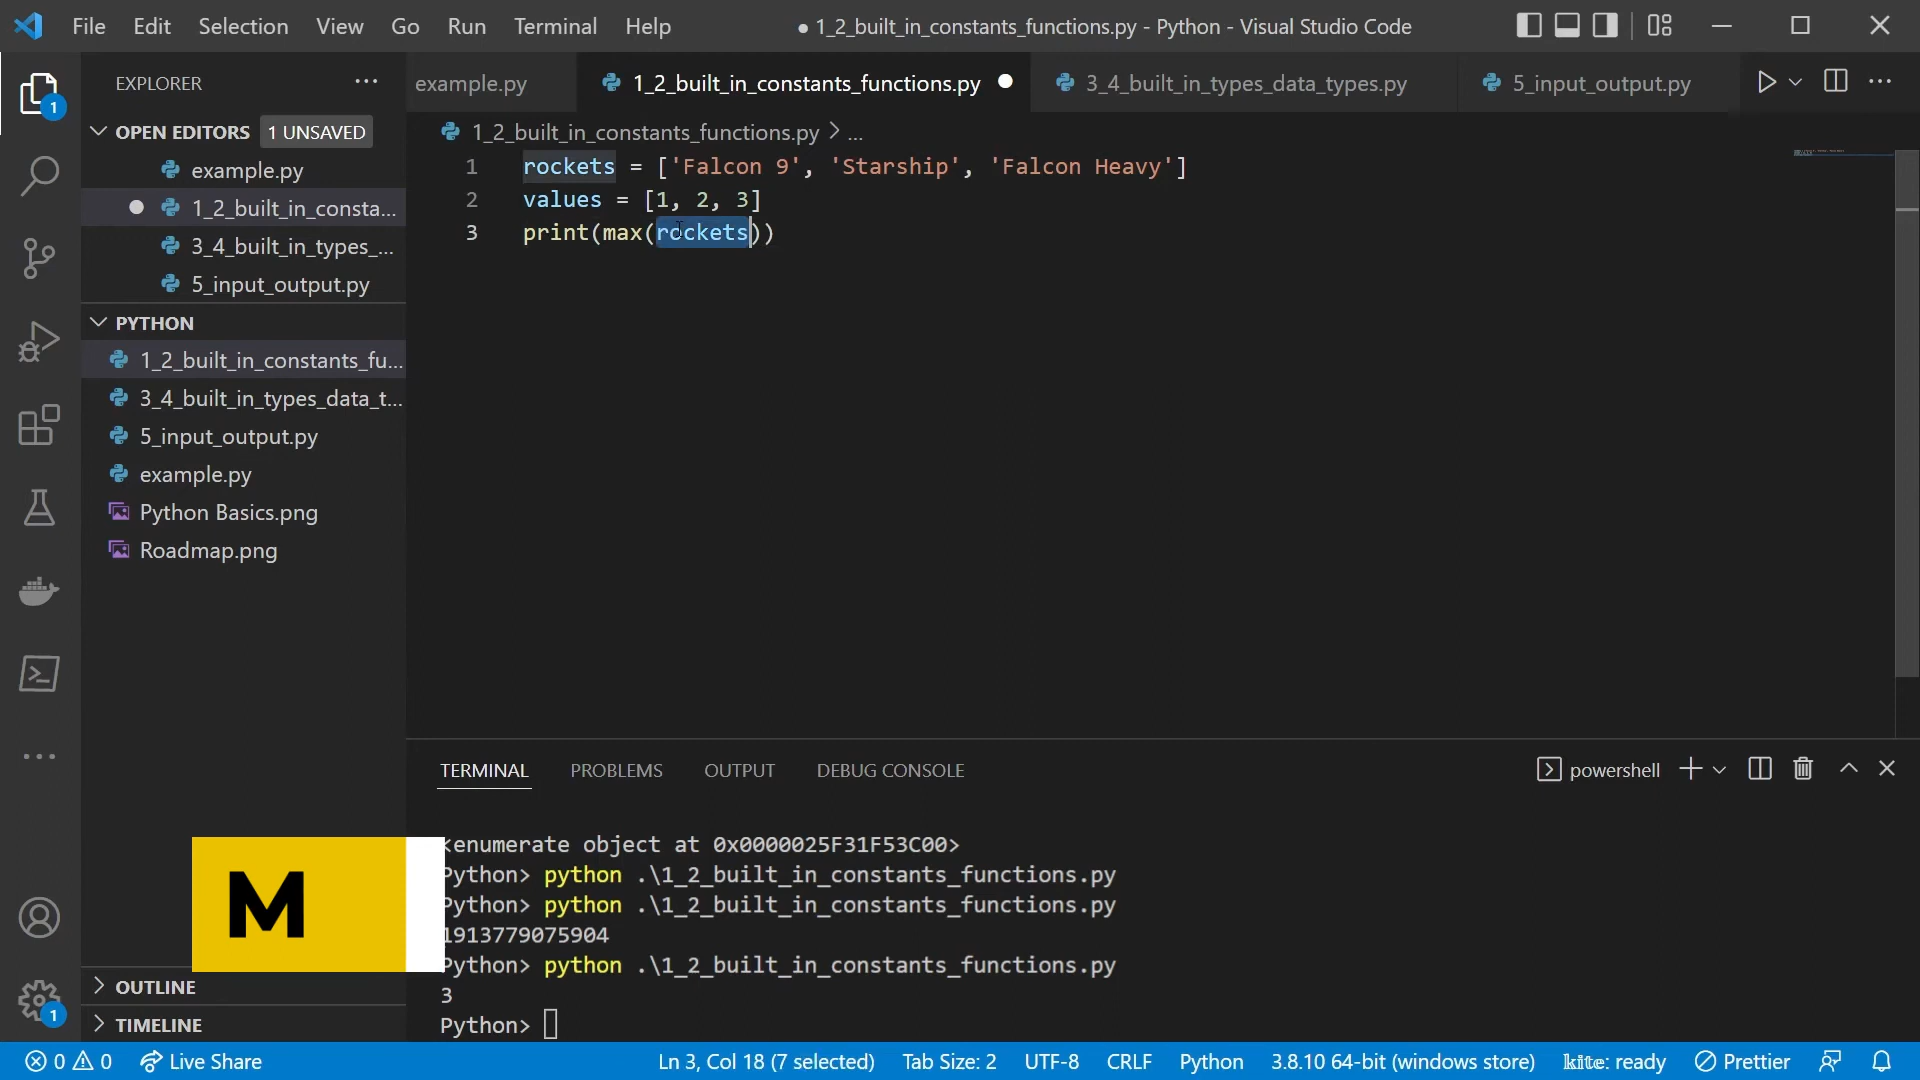 File Edit Selection View Go Run Terminal Help
● 1_2_built_in_constants_functions.py - Python - Visual Studio Code
EXPLORER
example.py
1_2_built_in_constants_functions.py
3_4_built_in_types_data_types.py
5_input_output.py
OPEN EDITORS 1 UNSAVED
example.py
1_2_built_in_consta...
3_4_built_in_types_...
5_input_output.py
PYTHON
1_2_built_in_constants_fu...
3_4_built_in_types_data_t...
5_input_output.py
example.py
Python Basics.png
Roadmap.png
OUTLINE
TIMELINE
1
1
1_2_built_in_constants_functions.py > ...
1 rockets = ['Falcon 9', 'Starship', 'Falcon Heavy']
2 values = [1, 2, 3]
3 print(max(rockets))
TERMINAL PROBLEMS OUTPUT DEBUG CONSOLE
powershell
<enumerate object at 0x0000025F31F53C00>
Python> python .\1_2_built_in_constants_functions.py
Python> python .\1_2_built_in_constants_functions.py
1913779075904
Python> python .\1_2_built_in_constants_functions.py
3
Python>
M
0 0 Live Share
Ln 3, Col 18 (7 selected) Tab Size: 2 UTF-8 CRLF Python 3.8.10 64-bit (windows store) kite: ready Prettier